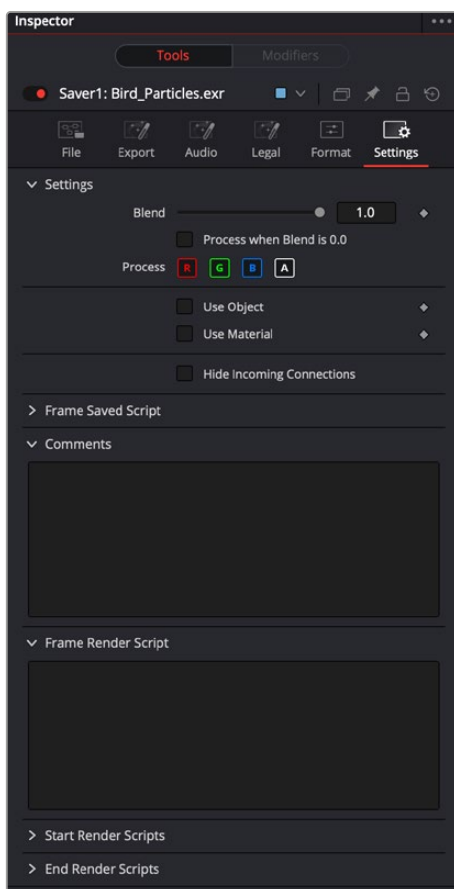 Inspector
Tools Modifiers
Saver1: Bird_Particles.exr
File Export Audio Legal Format Settings
Settings
Blend 1.0
Process when Blend is 0.0
Process R G B A
Use Object
Use Material
Hide Incoming Connections
Frame Saved Script
Comments
Frame Render Script
Start Render Scripts
End Render Scripts